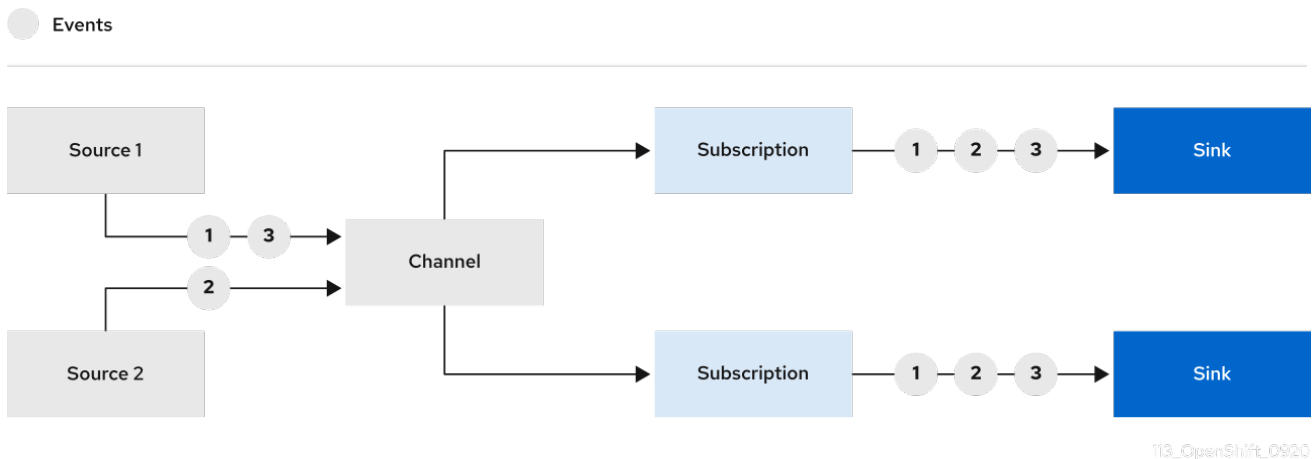 Events
Source 1
Subscription
1 2 3
Sink
1 3
Channel
2
Source 2
Subscription
1 2 3
Sink
113_OpenShift_0920